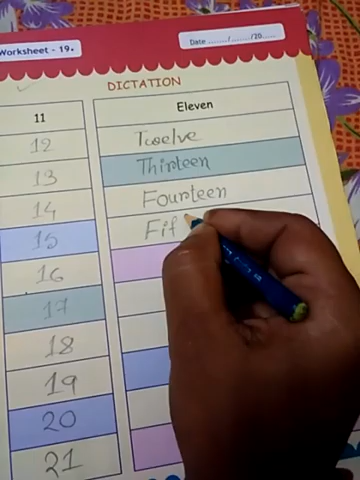 Worksheet - 19.
Date ......./......./20.....
DICTATION
11 Eleven
12 Twelve
13 Thirteen
14 Fourteen
15 Fif
16
17
18
19
20
21